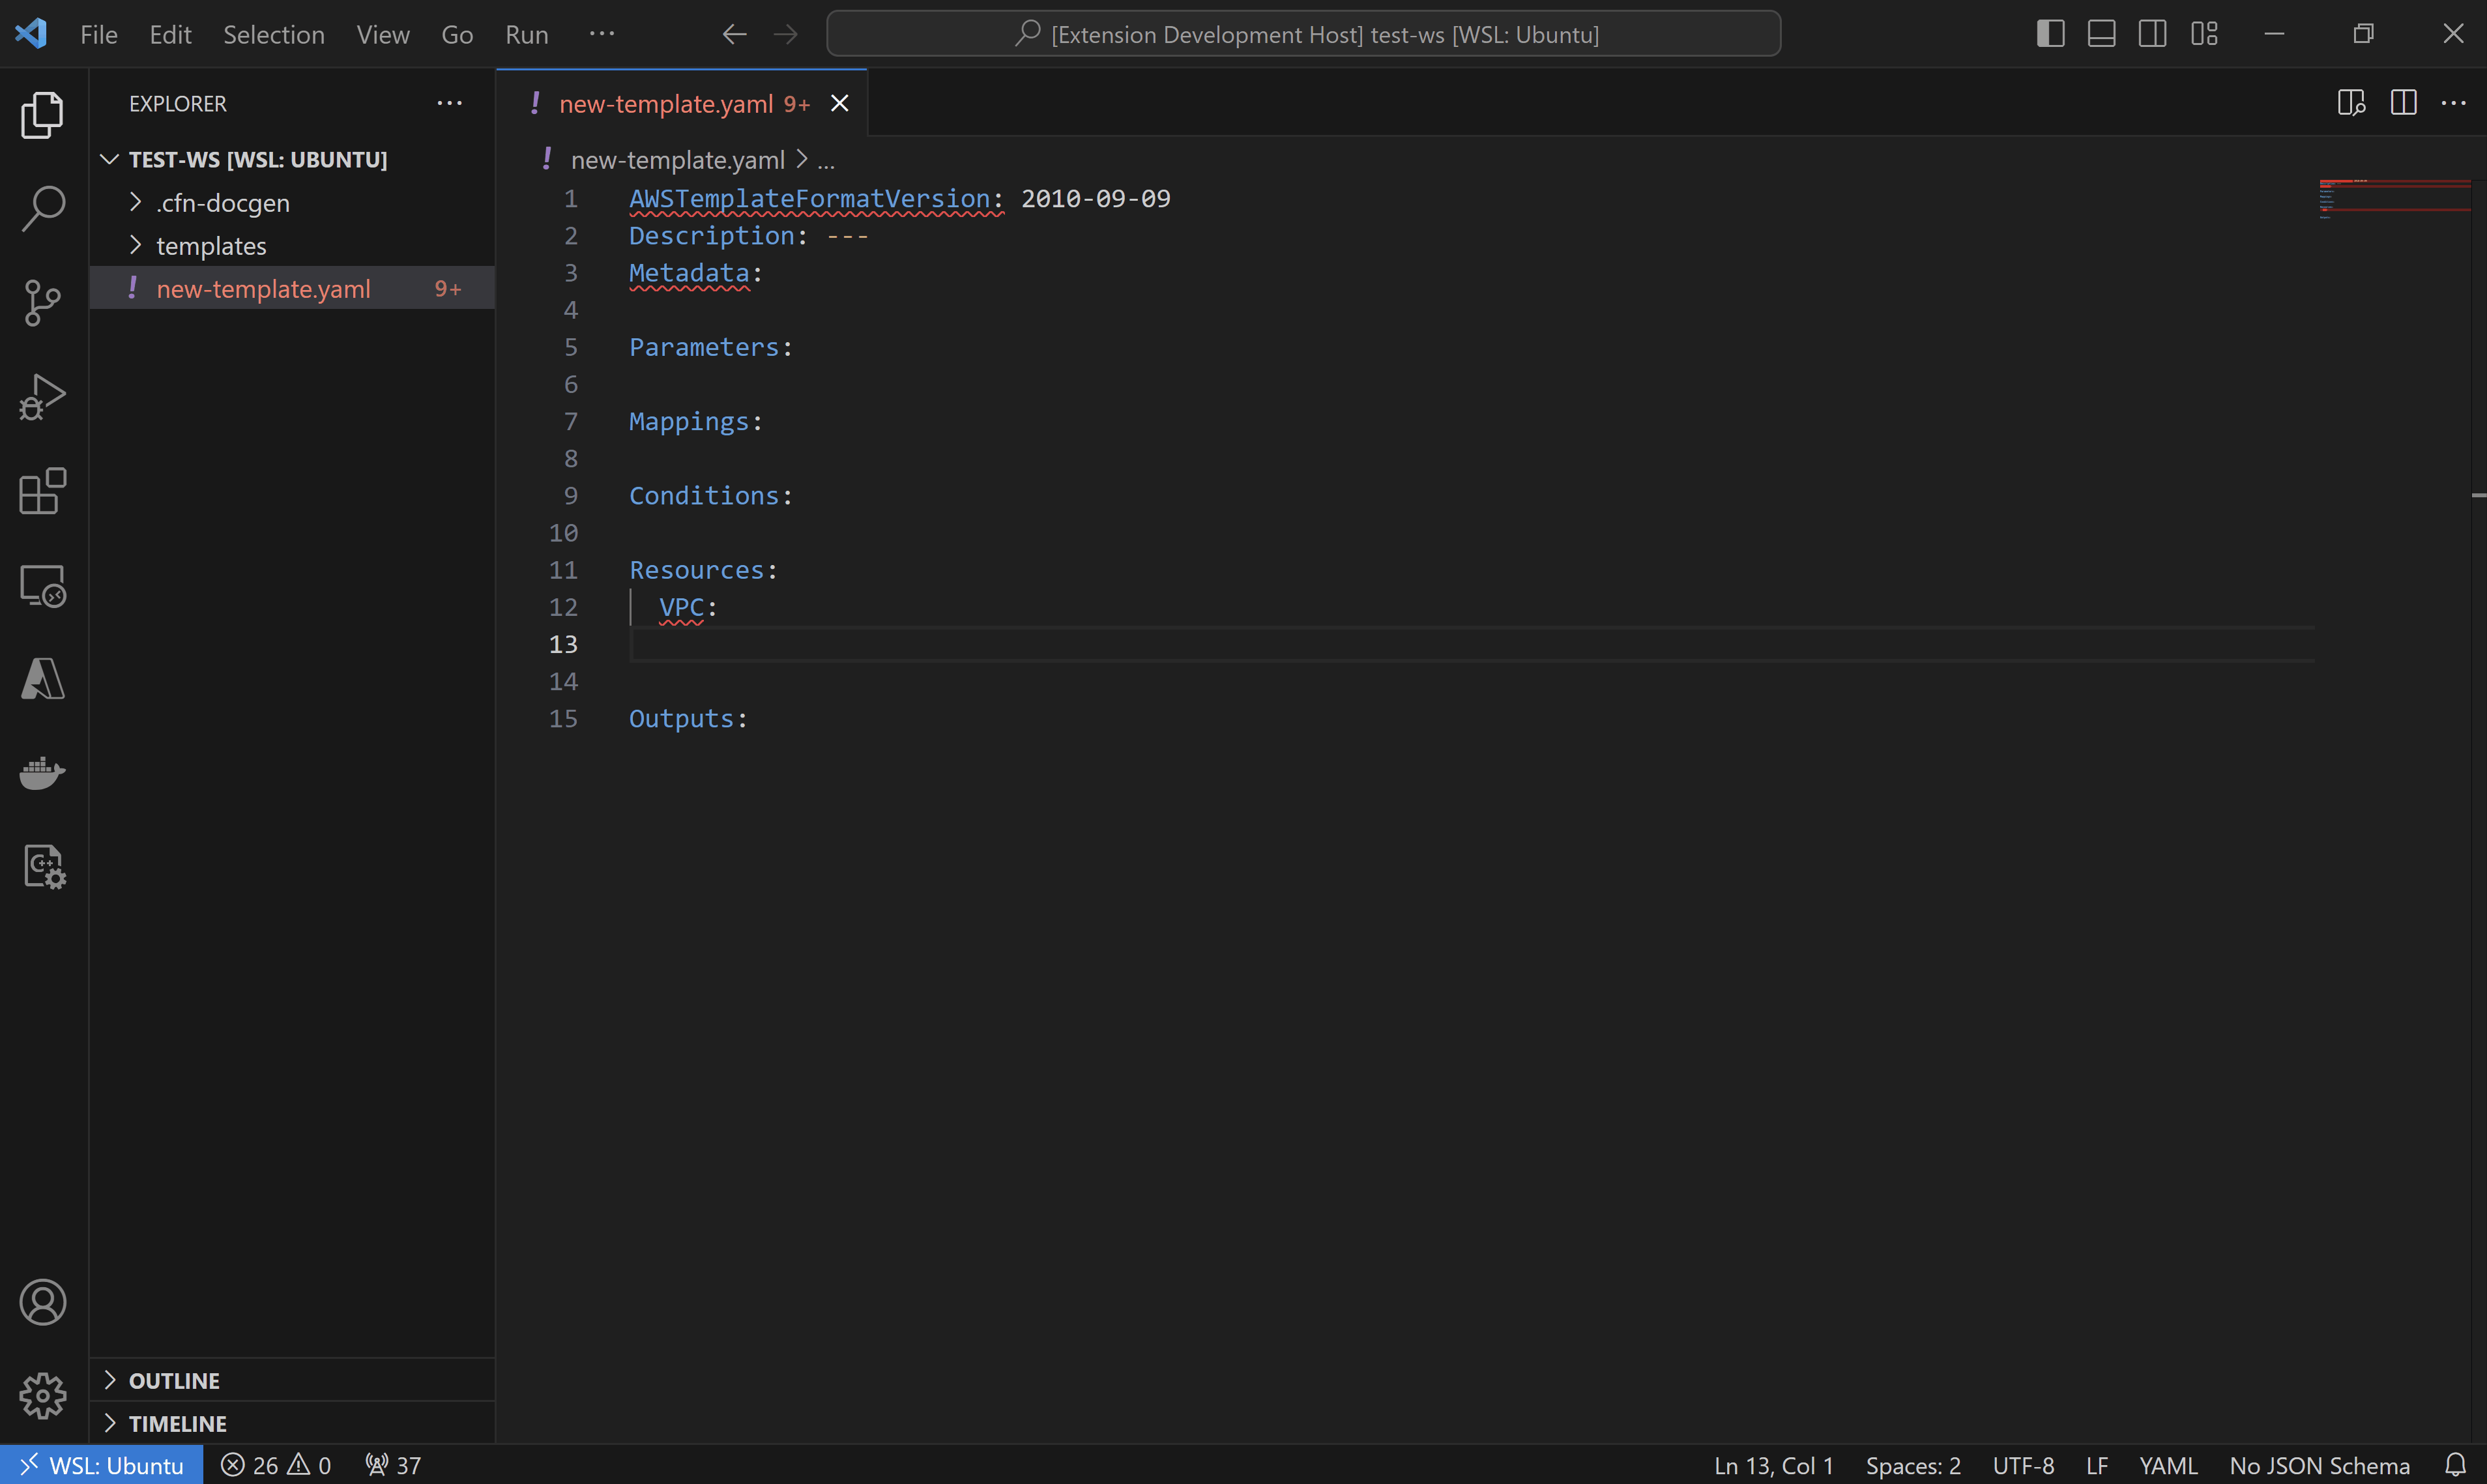 File Edit Selection View Go Run ...
[Extension Development Host] test-ws [WSL: Ubuntu]
EXPLORER
TEST-WS [WSL: UBUNTU]
.cfn-docgen
templates
! new-template.yaml 9+
OUTLINE
TIMELINE
! new-template.yaml 9+
! new-template.yaml > ...
1 AWSTemplateFormatVersion: 2010-09-09
2 Description: ---
3 Metadata:
4
5 Parameters:
6
7 Mappings:
8
9 Conditions:
10
11 Resources:
12 VPC:
13
14
15 Outputs:
WSL: Ubuntu 26 0 37 Ln 13, Col 1 Spaces: 2 UTF-8 LF YAML No JSON Schema